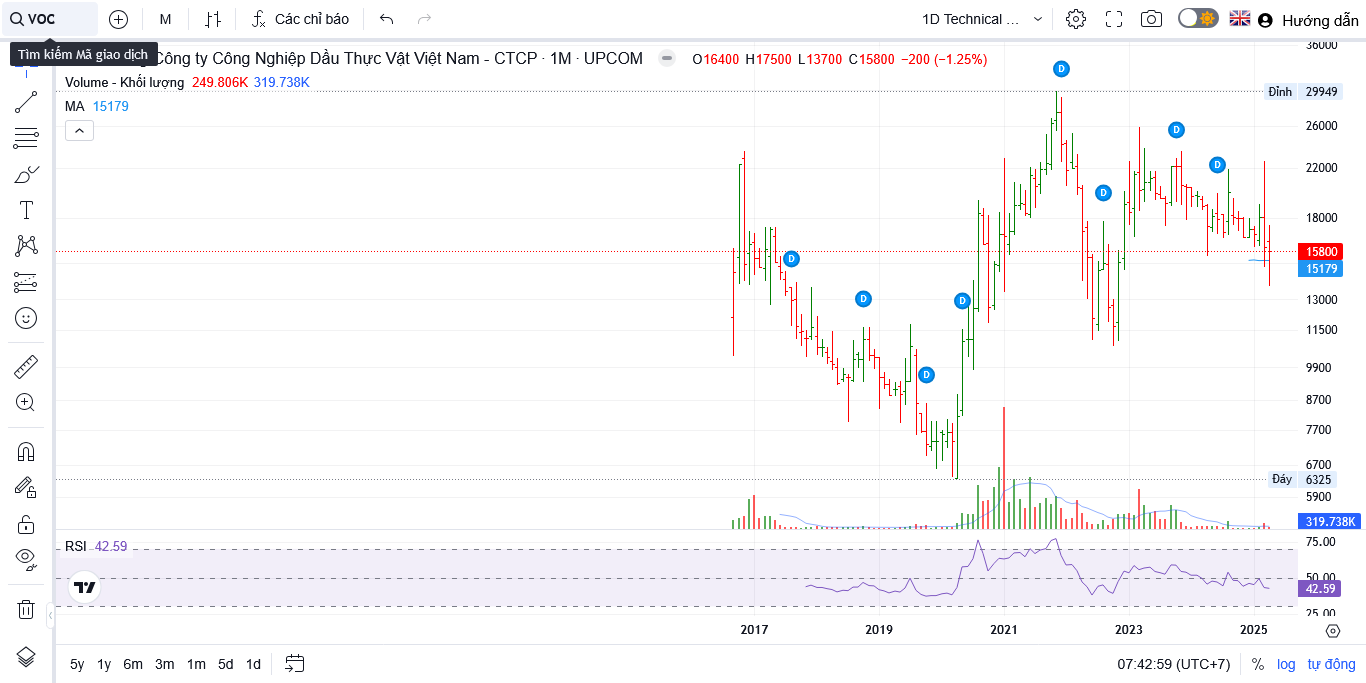 VOC M Các chỉ báo 1D Technical ... Hướng dẫn
Tìm kiếm Mã giao dịch
Công ty Công Nghiệp Dầu Thực Vật Việt Nam - CTCP · 1M · UPCOM O16400 H17500 L13700 C15800 −200 (−1.25%)
Volume - Khối lượng 249.806K 319.738K
MA 15179
36000
D
Đỉnh 29949
26000
D
D
22000
D
18000
15800
D
15179
D
D
13000
11500
9900
D
8700
7700
6700
Đáy 6325
5900
319.738K
RSI 42.59
75.00
50.00
42.59
25.00
2017 2019 2021 2023 2025
5y 1y 6m 3m 1m 5d 1d 07:42:59 (UTC+7) % log tự động